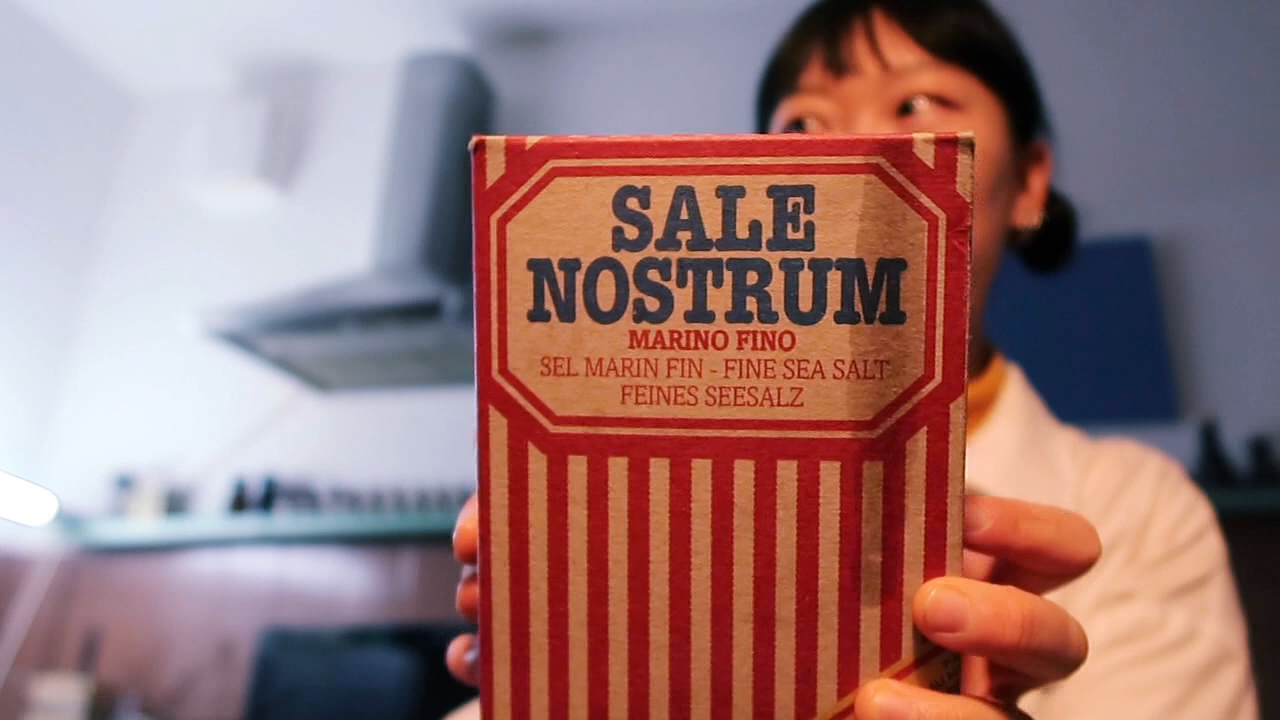 SALE
NOSTRUM
MARINO FINO
SEL MARIN FIN - FINE SEA SALT
FEINES SEESALZ